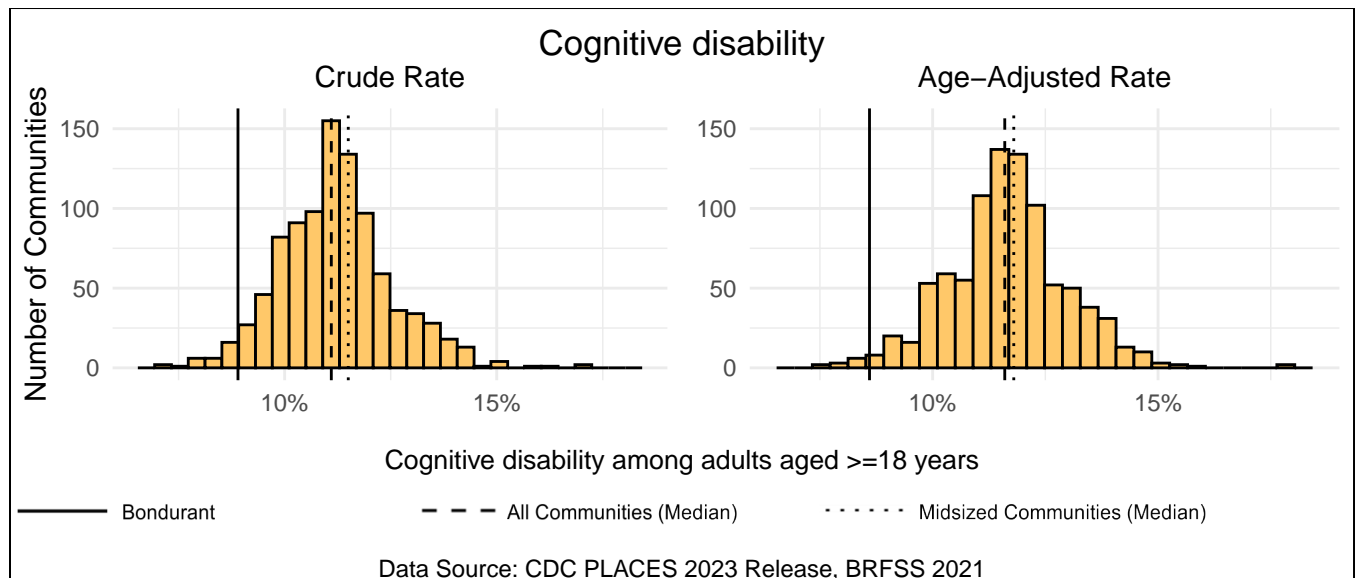 Cognitive disability
Crude Rate
Age−Adjusted Rate
Number of Communities
150
100
50
0
10%
15%
150
100
50
0
10%
15%
Cognitive disability among adults aged >=18 years
Bondurant
All Communities (Median)
Midsized Communities (Median)
Data Source: CDC PLACES 2023 Release, BRFSS 2021